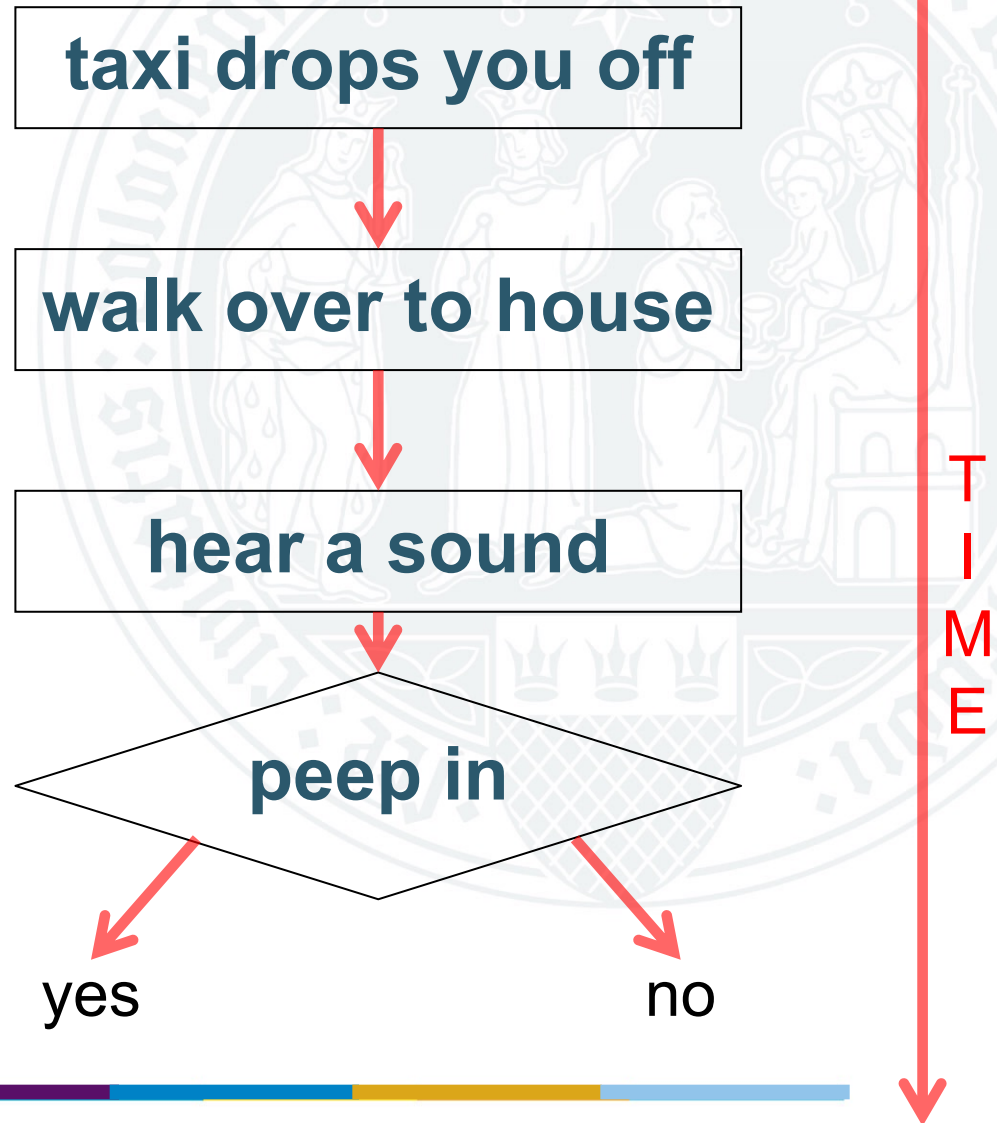 taxi drops you off
walk over to house
hear a sound
peep in
yes
no
T
I
M
E